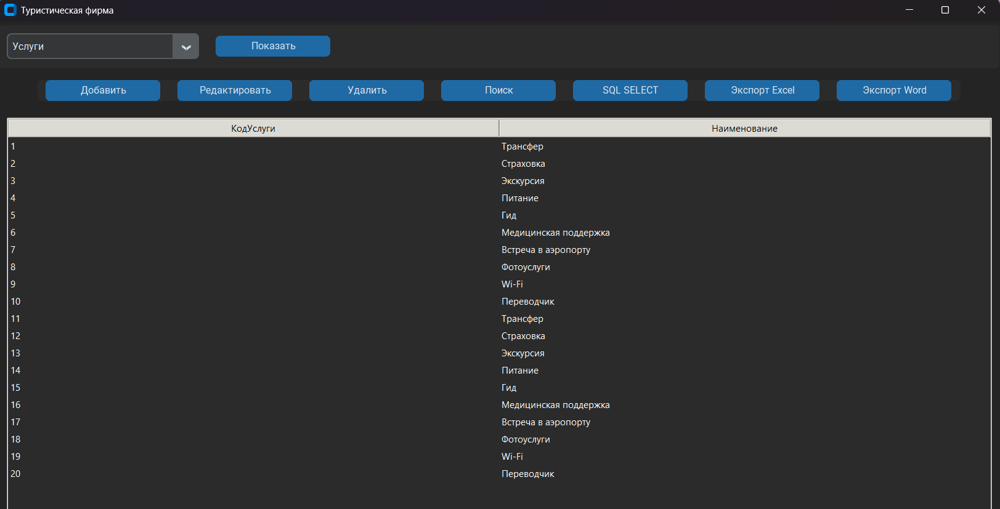 Туристическая фирма
Услуги Показать
Добавить Редактировать Удалить Поиск SQL SELECT Экспорт Excel Экспорт Word
КодУслуги Наименование
1 Трансфер
2 Страховка
3 Экскурсия
4 Питание
5 Гид
6 Медицинская поддержка
7 Встреча в аэропорту
8 Фотоуслуги
9 Wi-Fi
10 Переводчик
11 Трансфер
12 Страховка
13 Экскурсия
14 Питание
15 Гид
16 Медицинская поддержка
17 Встреча в аэропорту
18 Фотоуслуги
19 Wi-Fi
20 Переводчик